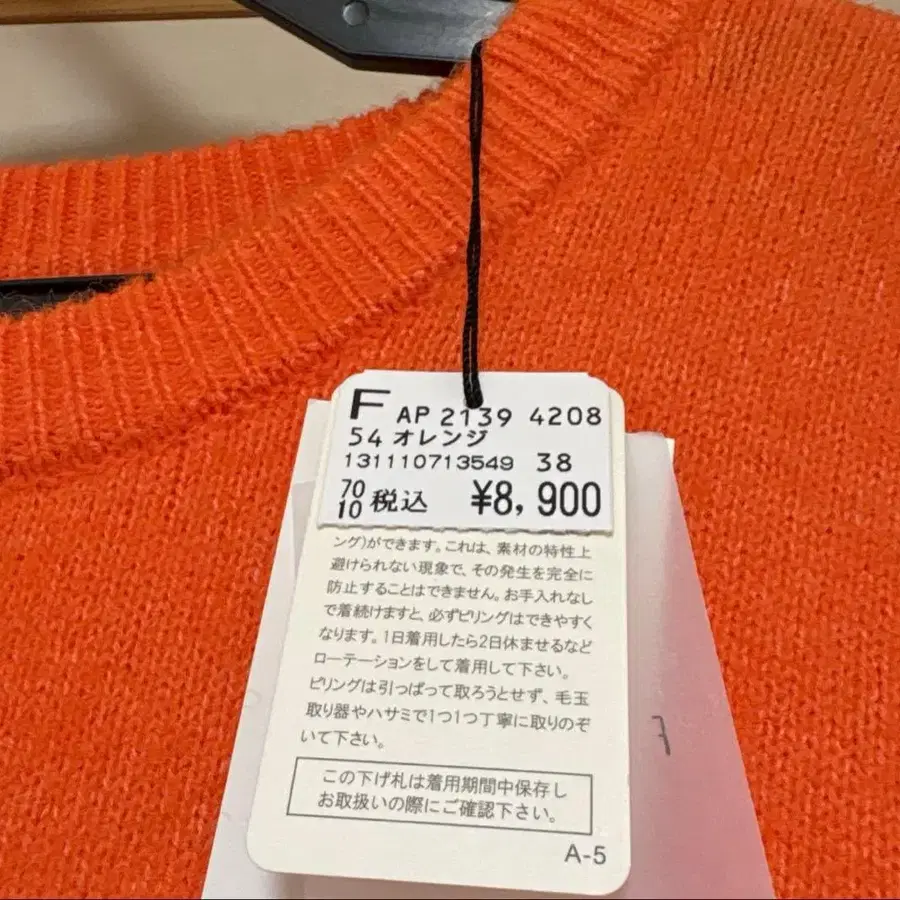 F AP 2139 4208
54 オレンジ
131110713549 38
70
10 税込 ¥8,900
ング)ができます。これは、素材の特性上
避けられない現象で、その発生を完全に
防止することはできません。お手入れなし
で着続けますと、必ずピリングはできやすく
なります。1日着用したら2日休ませるなど
ローテーションをして着用して下さい。
ピリングは引っぱって取ろうとせず、毛玉
取り器やハサミで1つ1つ丁寧に取りのぞ
いて下さい。
この下げ札は着用期間中保存し
お取扱いの際にご確認下さい。
A-5